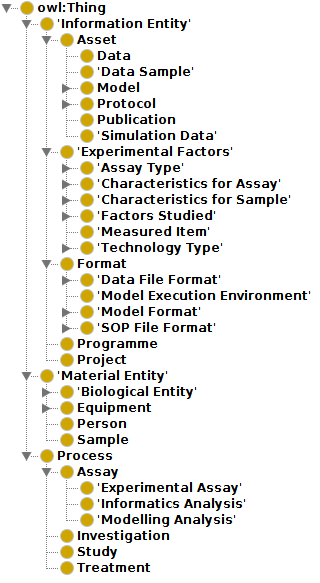 owl:Thing
'Information Entity'
Asset
Data
'Data Sample'
Model
Protocol
Publication
'Simulation Data'
'Experimental Factors'
'Assay Type'
'Characteristics for Assay'
'Characteristics for Sample'
'Factors Studied'
'Measured Item'
'Technology Type'
Format
'Data File Format'
'Model Execution Environment'
'Model Format'
'SOP File Format'
Programme
Project
'Material Entity'
'Biological Entity'
Equipment
Person
Sample
Process
Assay
'Experimental Assay'
'Informatics Analysis'
'Modelling Analysis'
Investigation
Study
Treatment